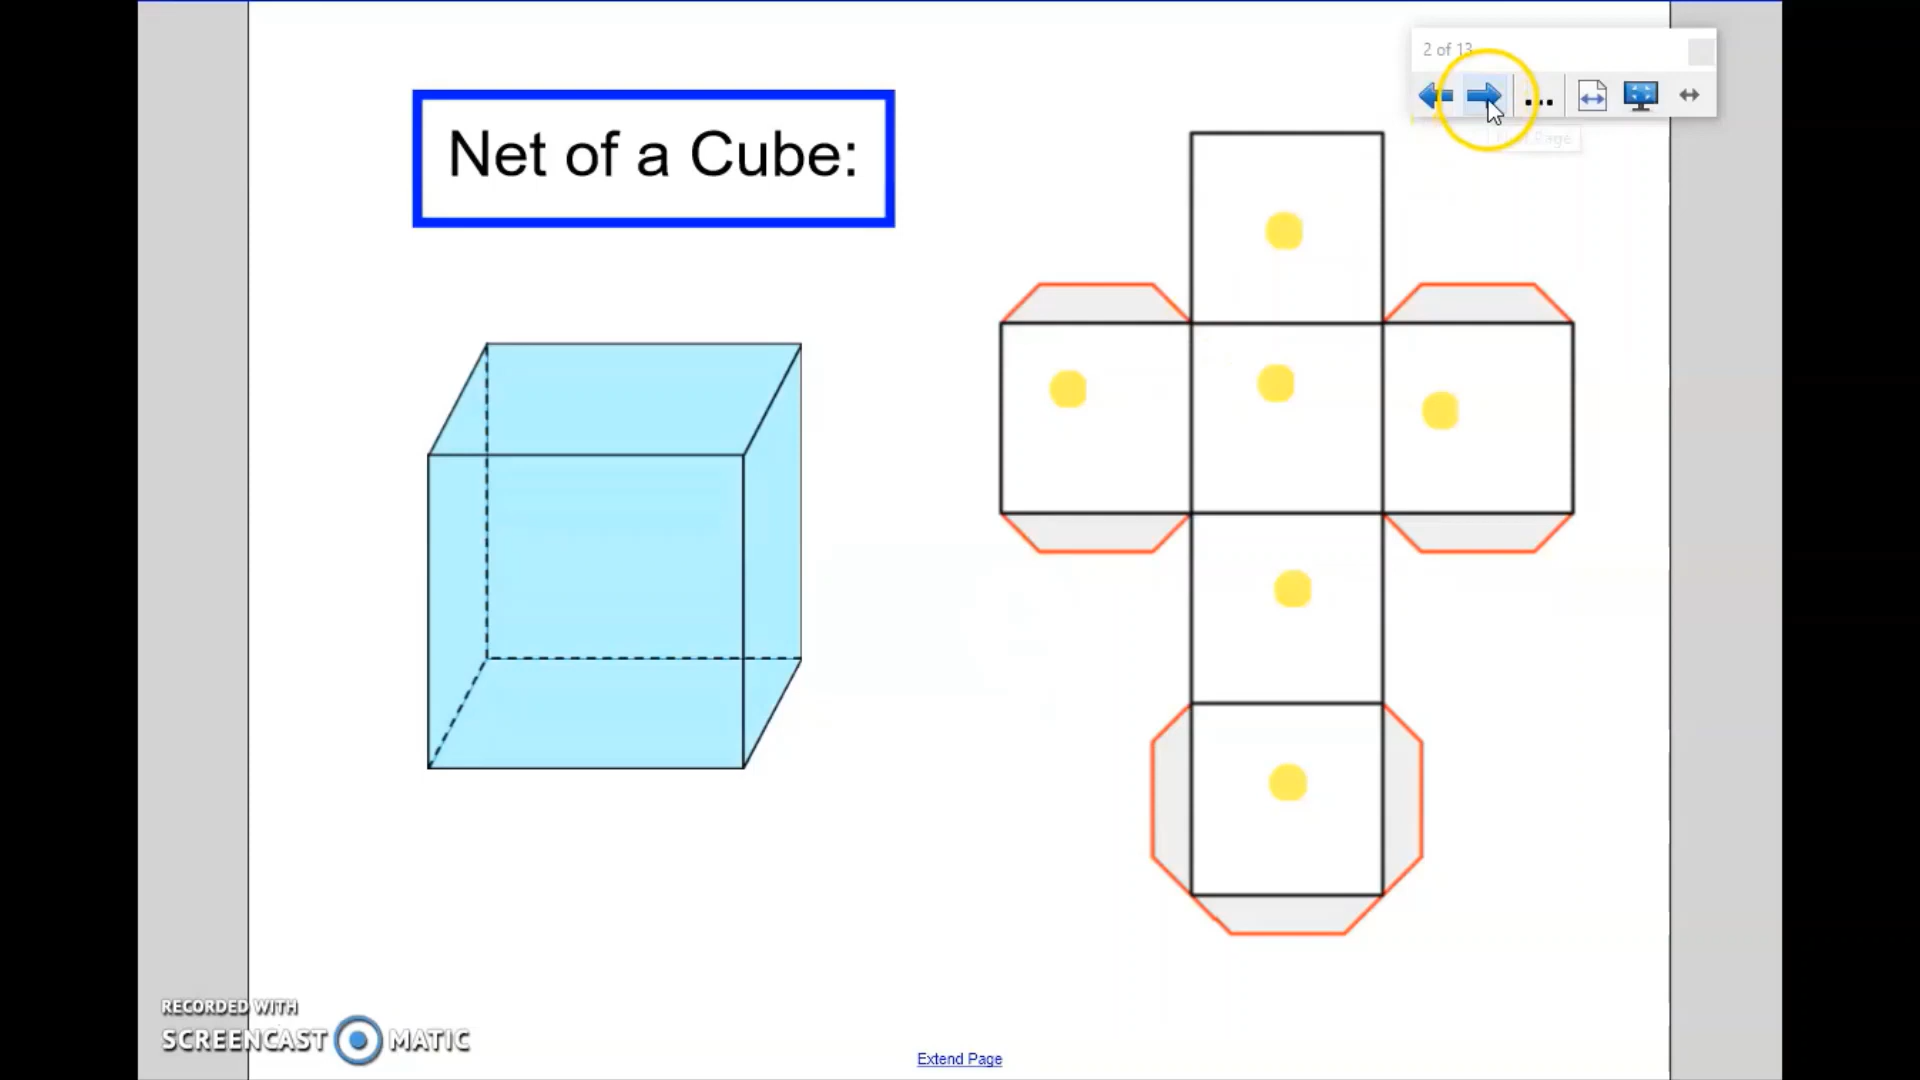 2 of 13
...
Net of a Cube:
RECORDED WITH
SCREENCAST MATIC
Extend Page